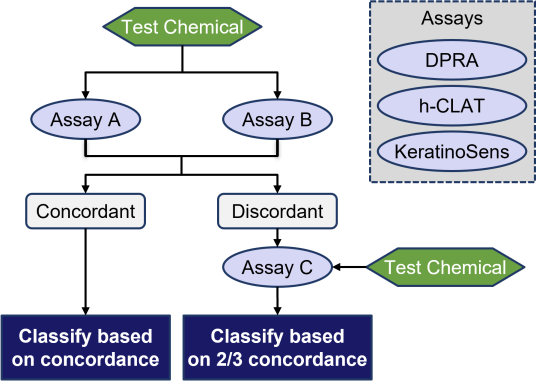 Test Chemical
Assays
DPRA
h-CLAT
KeratinoSens
Assay A
Assay B
Concordant
Discordant
Assay C
Test Chemical
Classify based
on concordance
Classify based
on 2/3 concordance